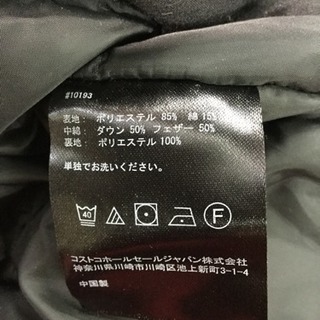 #10193
表地： ポリエステル 85% 綿 15%
中綿： ダウン 50% フェザー 50%
裏地： ポリエステル 100%
単独でお洗いください。
40 F
コストコホールセールジャパン株式会社
神奈川県川崎市川崎区池上新町3-1-4
中国製